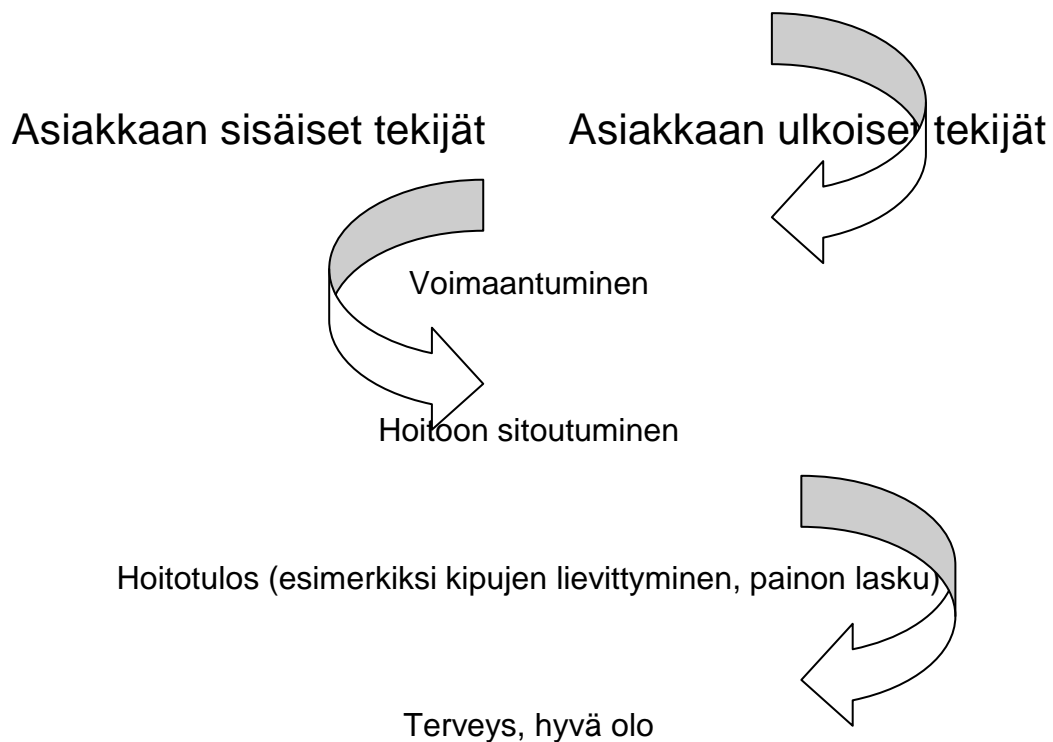 Asiakkaan sisäiset tekijät Asiakkaan ulkoiset tekijät
Voimaantuminen
Hoitoon sitoutuminen
Hoitotulos (esimerkiksi kipujen lievittyminen, painon lasku)
Terveys, hyvä olo